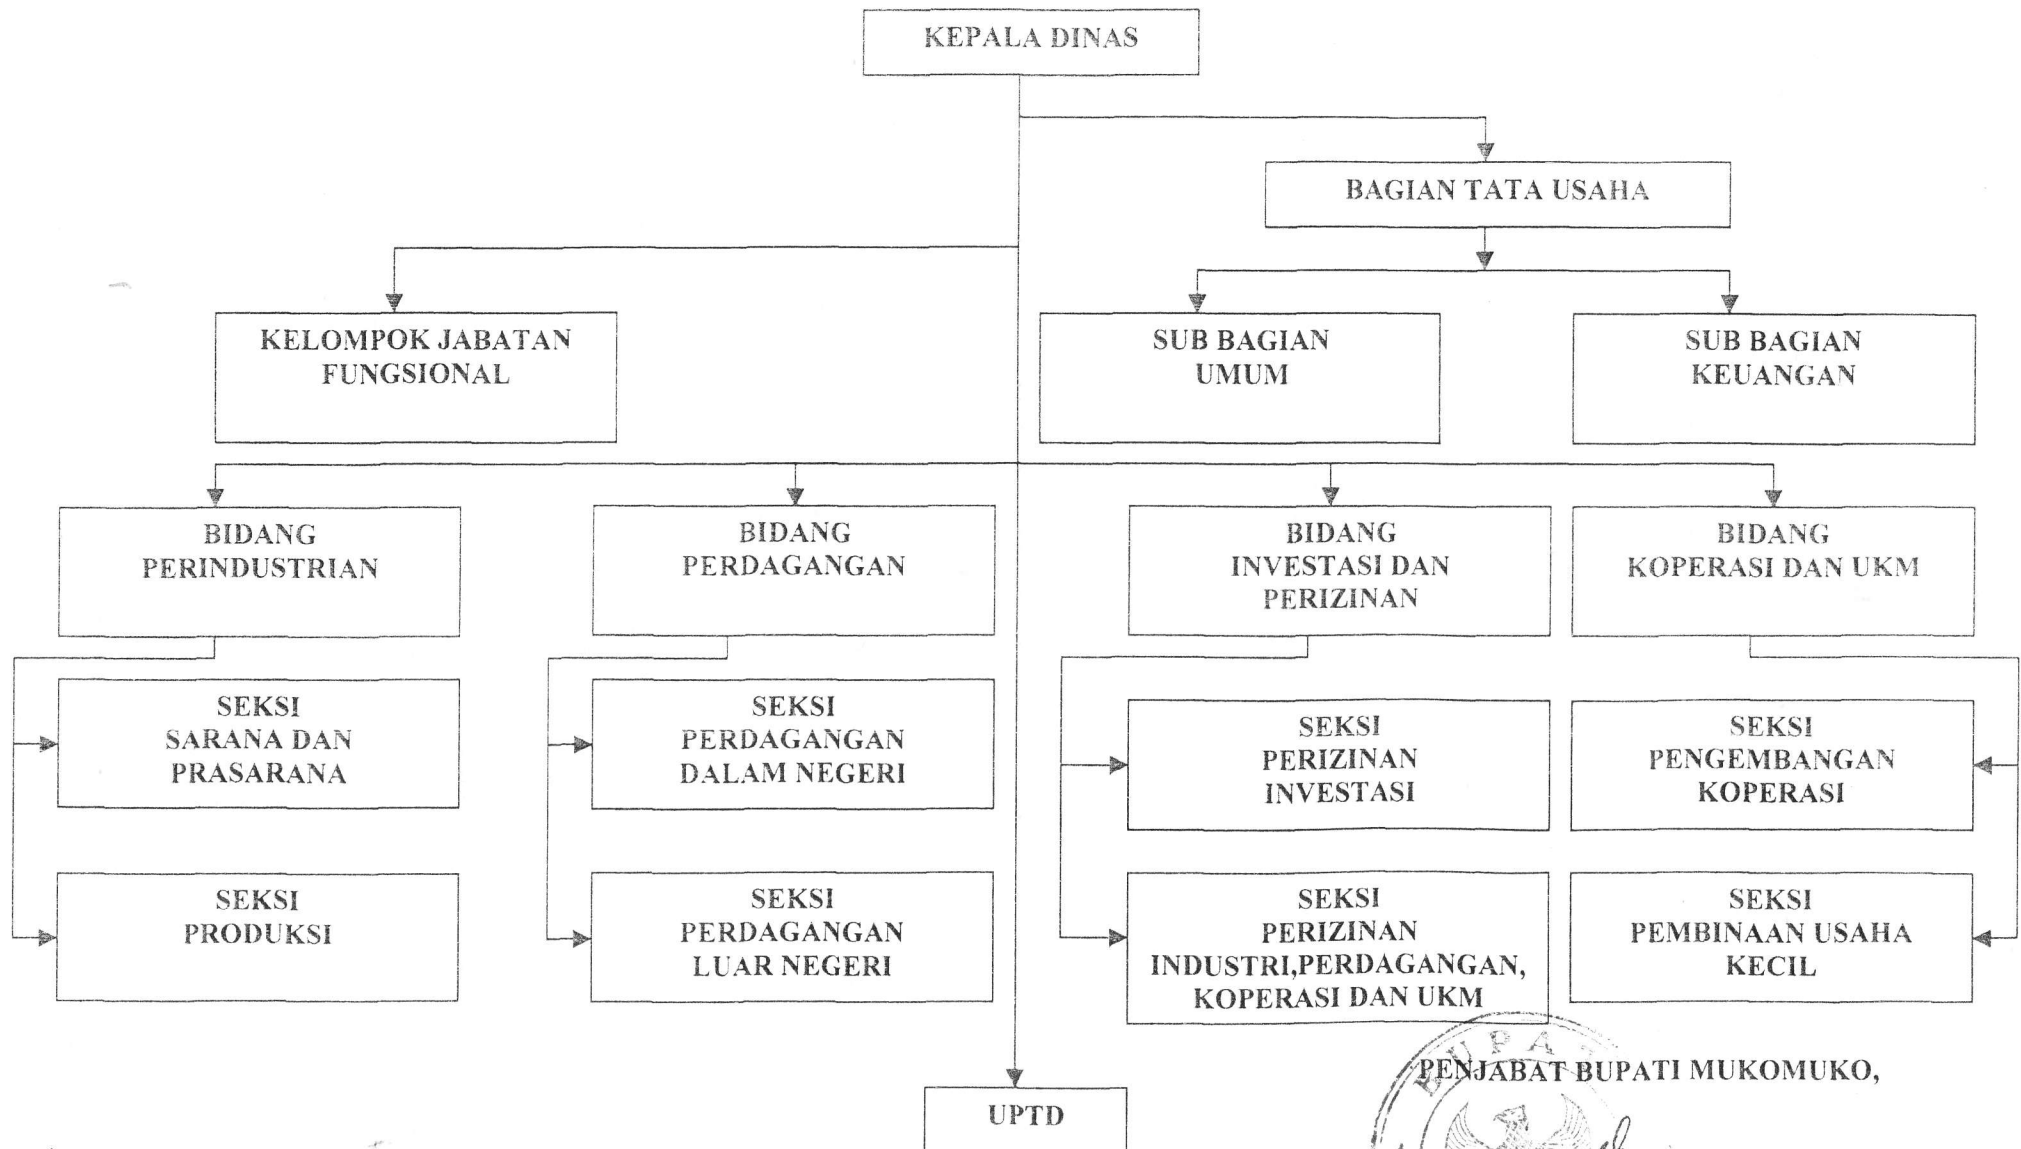 KEPALA DINAS
BAGIAN TATA USAHA
KELOMPOK JABATAN
FUNGSIONAL
SUB BAGIAN
UMUM
SUB BAGIAN
KEUANGAN
BIDANG
PERINDUSTRIAN
BIDANG
PERDAGANGAN
BIDANG
INVESTASI DAN
PERIZINAN
BIDANG
KOPERASI DAN UKM
SEKSI
SARANA DAN
PRASARANA
SEKSI
PERDAGANGAN
DALAM NEGERI
SEKSI
PERIZINAN
INVESTASI
SEKSI
PENGEMBANGAN
KOPERASI
SEKSI
PRODUKSI
SEKSI
PERDAGANGAN
LUAR NEGERI
SEKSI
PERIZINAN
INDUSTRI,PERDAGANGAN,
KOPERASI DAN UKM
SEKSI
PEMBINAAN USAHA
KECIL
UPTD
PENJABAT BUPATI MUKOMUKO,